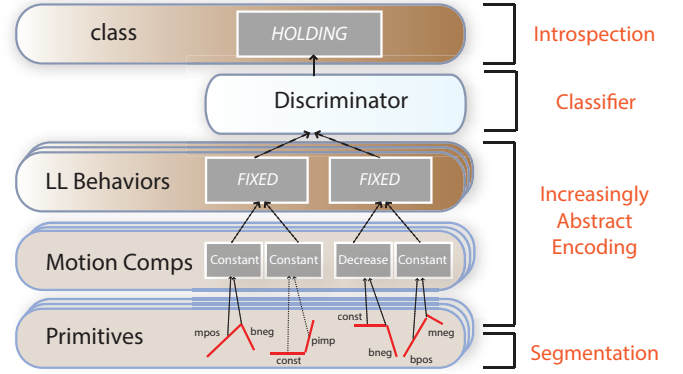 class
HOLDING
Introspection
Discriminator
Classifier
LL Behaviors
FIXED
FIXED
Increasingly
Abstract
Encoding
Motion Comps
Constant
Constant
Decrease
Constant
Primitives
mpos
bneg
const
pimp
const
bneg
bpos
mneg
Segmentation